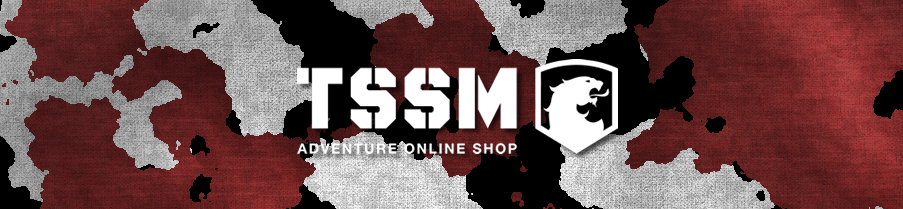 TSSM
ADVENTURE ONLINE SHOP